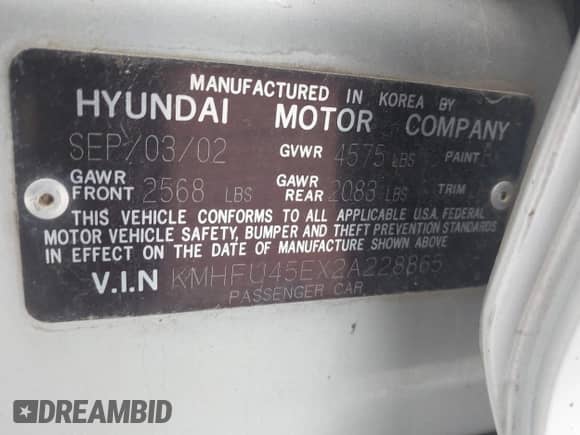 MANUFACTURED IN KOREA BY
HYUNDAI MOTOR COMPANY
SEP/03/02 GVWR 4575 LBS PAINT
GAWR FRONT 2568 LBS GAWR REAR 2083 LBS TRIM
THIS VEHICLE CONFORMS TO ALL APPLICABLE U.S.A. FEDERAL
MOTOR VEHICLE SAFETY, BUMPER AND THEFT PREVENTION STANDARDS
IN EFFECT ON THE DATE OF MANUFACTURE SHOWN ABOVE
V.I.N KMHFU45EX2A228865
PASSENGER CAR
DREAMBID